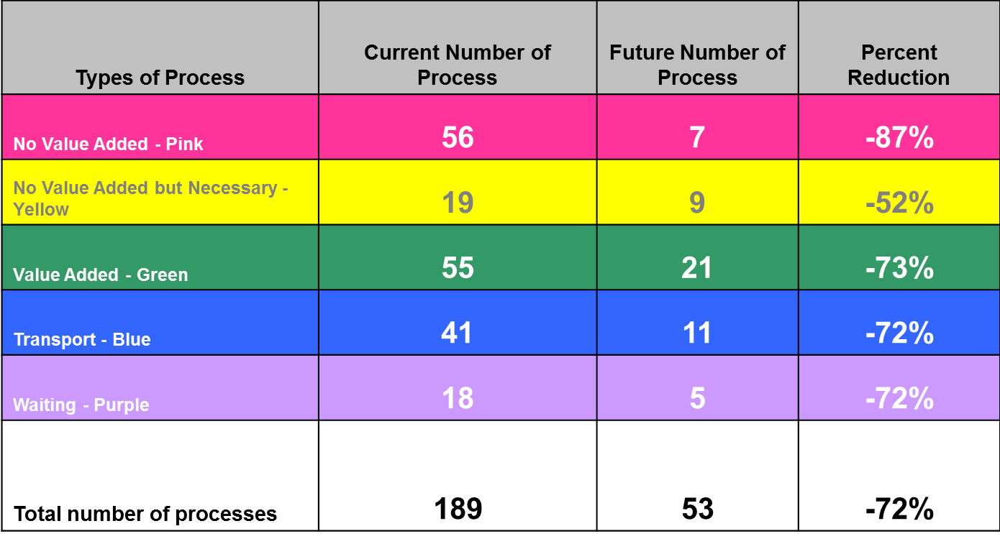 Types of Process
Current Number of
Process
Future Number of
Process
Percent
Reduction
No Value Added - Pink
56
7
-87%
No Value Added but Necessary -
Yellow
19
9
-52%
Value Added - Green
55
21
-73%
Transport - Blue
41
11
-72%
Waiting - Purple
18
5
-72%
Total number of processes
189
53
-72%